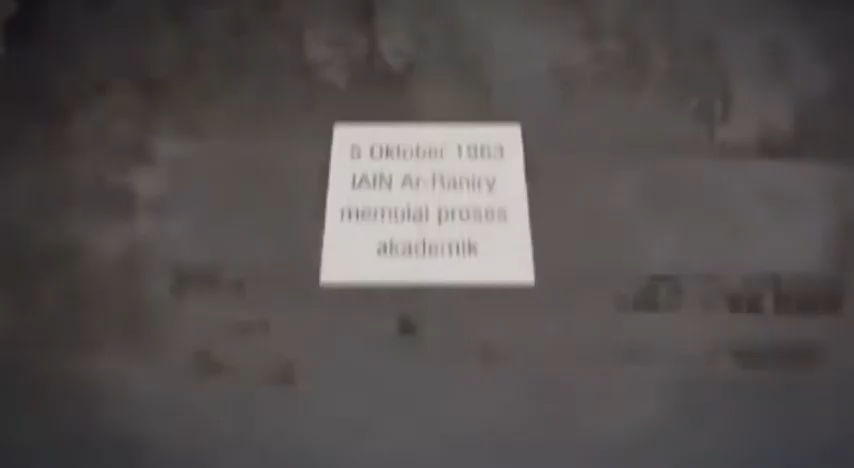 5 Oktober 1963
IAIN Ar-Raniry
memulai proses
akademik